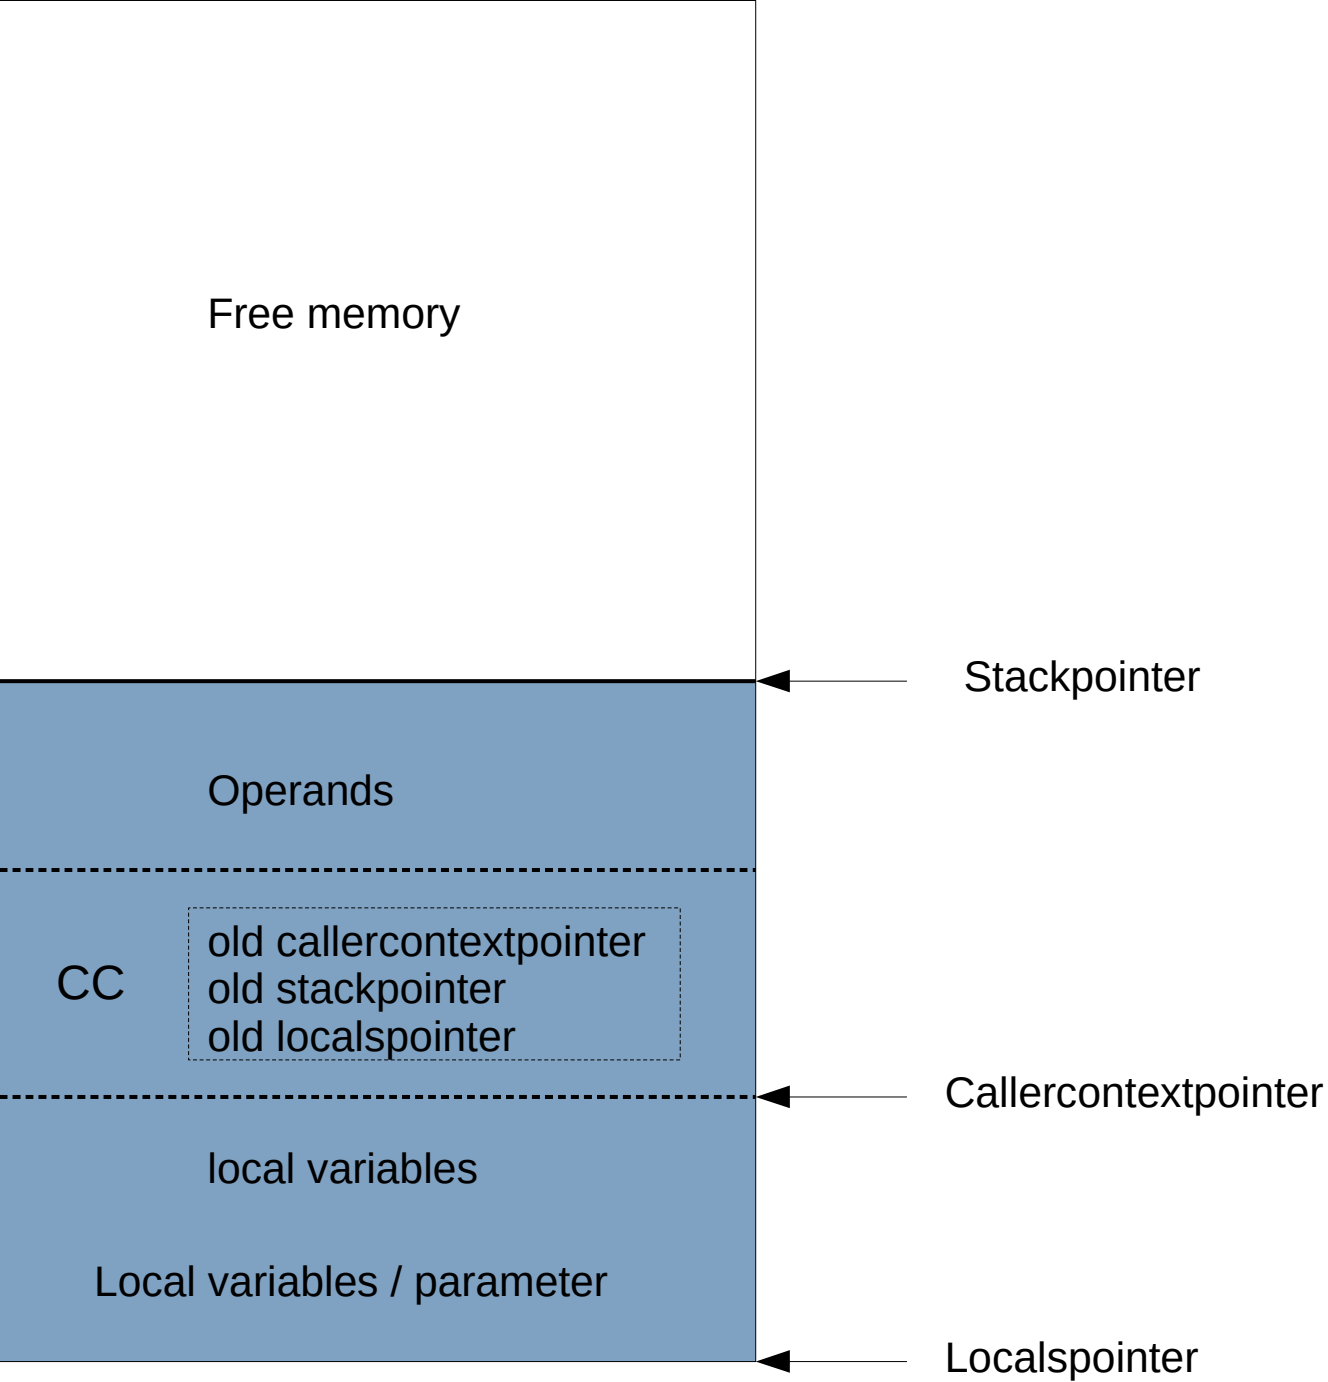 Free memory
Stackpointer
Operands
CC
old callercontextpointer
old stackpointer
old localspointer
Callercontextpointer
local variables
Local variables / parameter
Localspointer